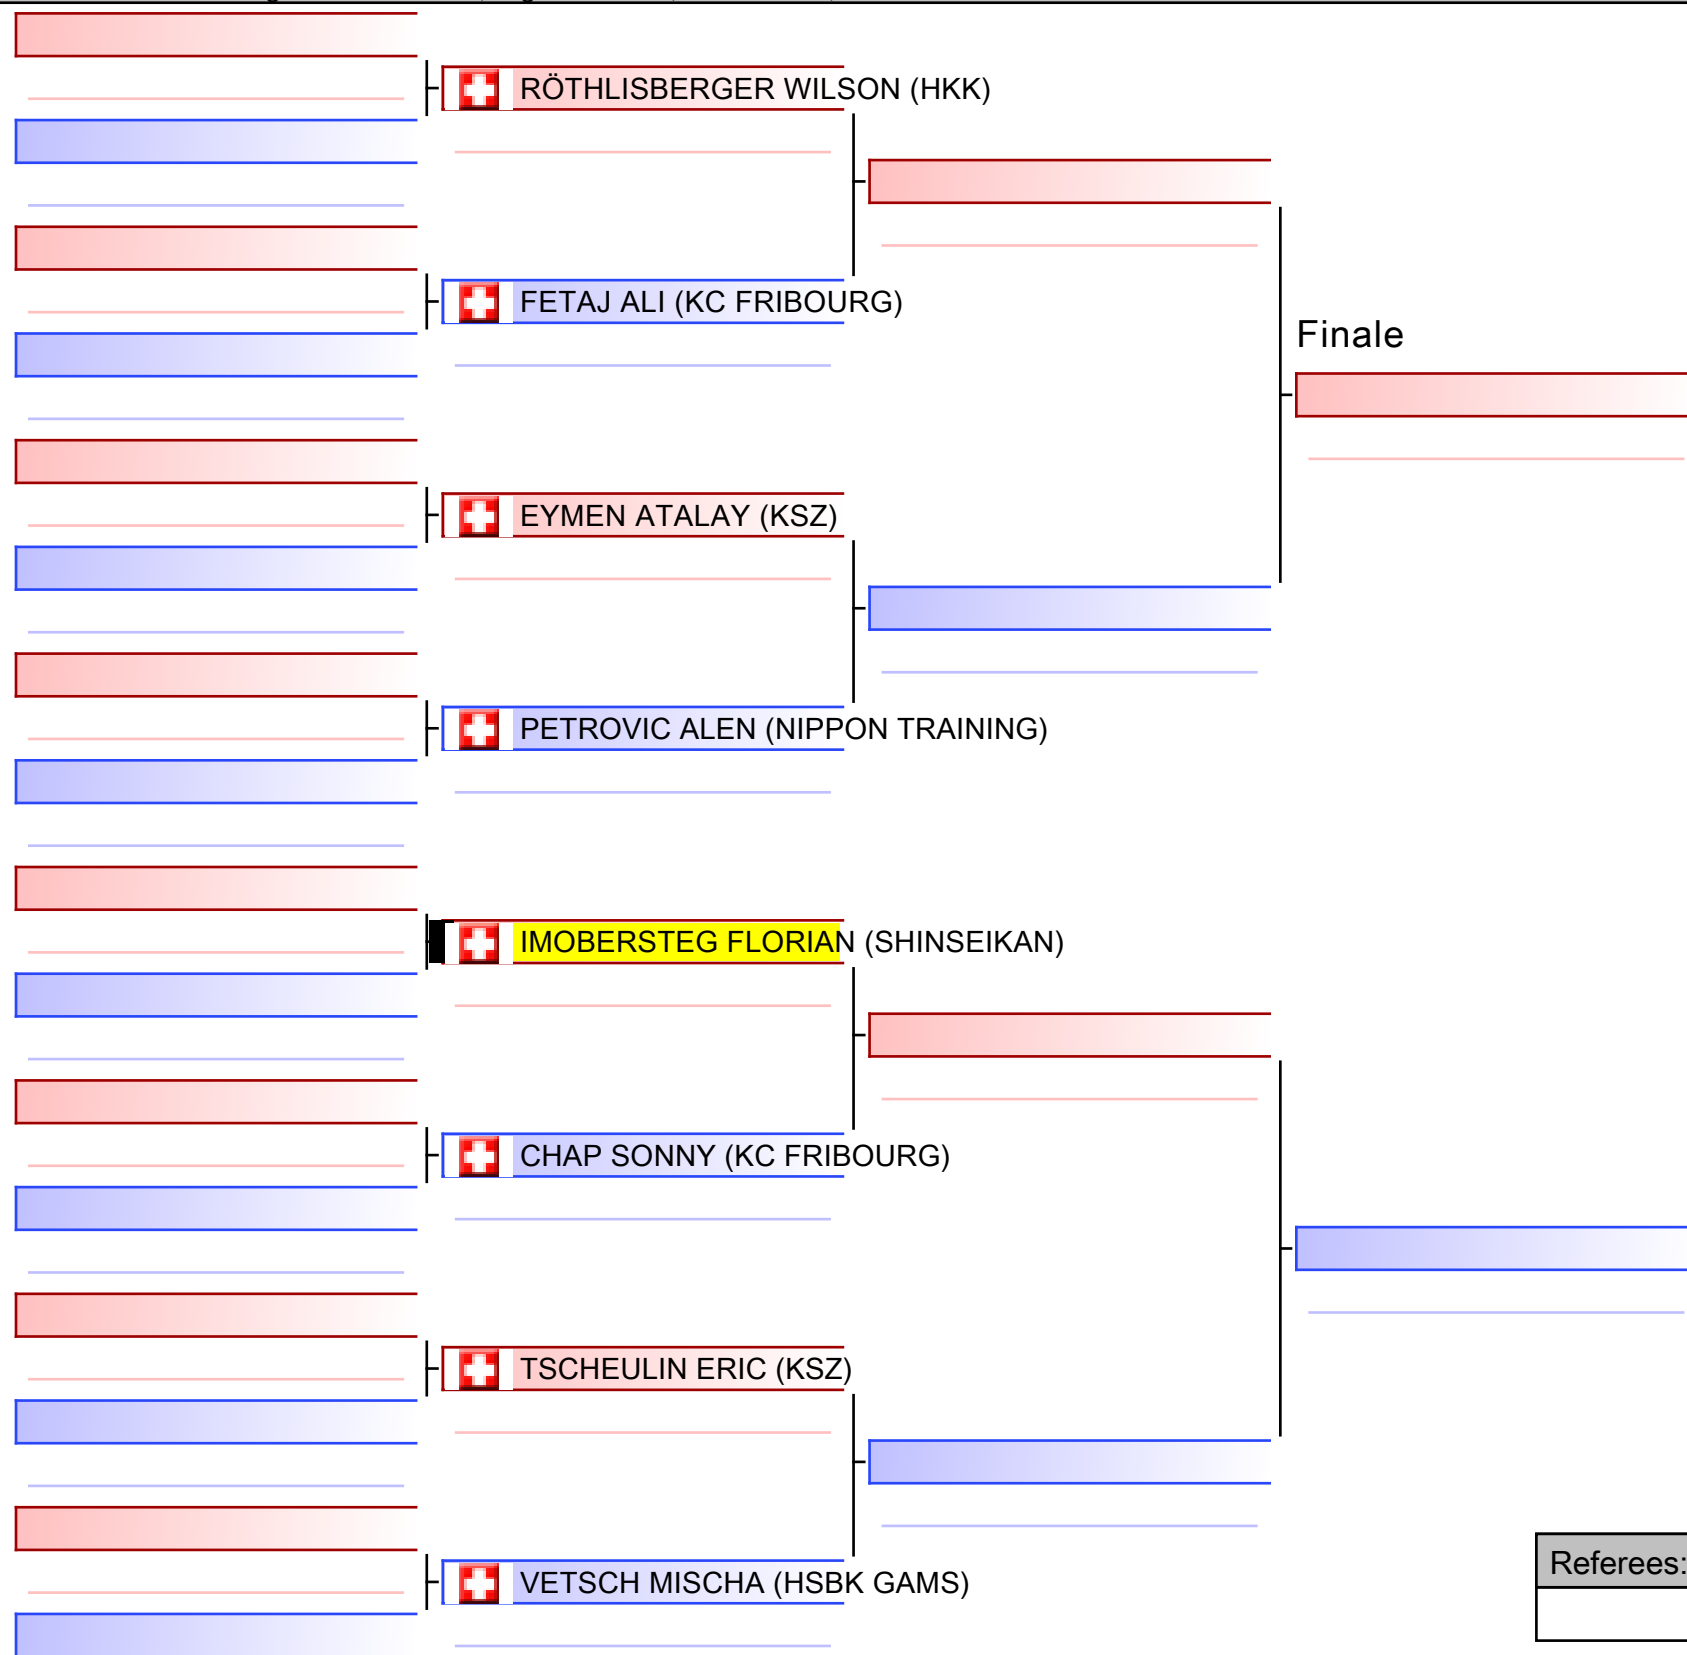 RÖTHLISBERGER WILSON (HKK)
FETAJ ALI (KC FRIBOURG)
Finale
EYMEN ATALAY (KSZ)
PETROVIC ALEN (NIPPON TRAINING)
IMOBERSTEG FLORIAN (SHINSEIKAN)
CHAP SONNY (KC FRIBOURG)
TSCHEULIN ERIC (KSZ)
VETSCH MISCHA (HSBK GAMS)
Referees: